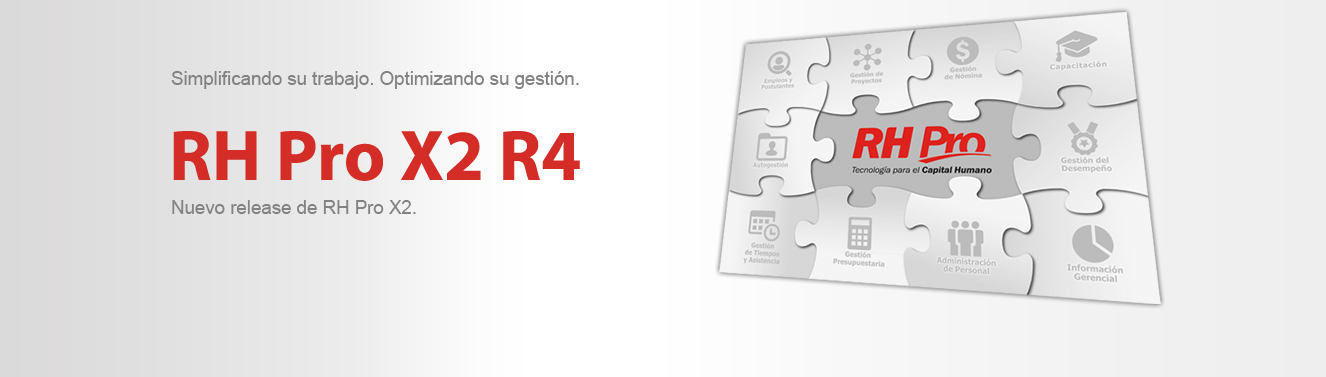 Simplificando su trabajo. Optimizando su gestión.
RH Pro X2 R4
Nuevo release de RH Pro X2.
Empleos y
Postulantes
Gestión de
Proyectos
Gestión
de Nómina
Capacitación
Autogestión
RH Pro
Tecnología para el Capital Humano
Gestión del
Desempeño
Gestión
de Tiempos
y Asistencia
Gestión
Presupuestaria
Administración
de Personal
Información
Gerencial